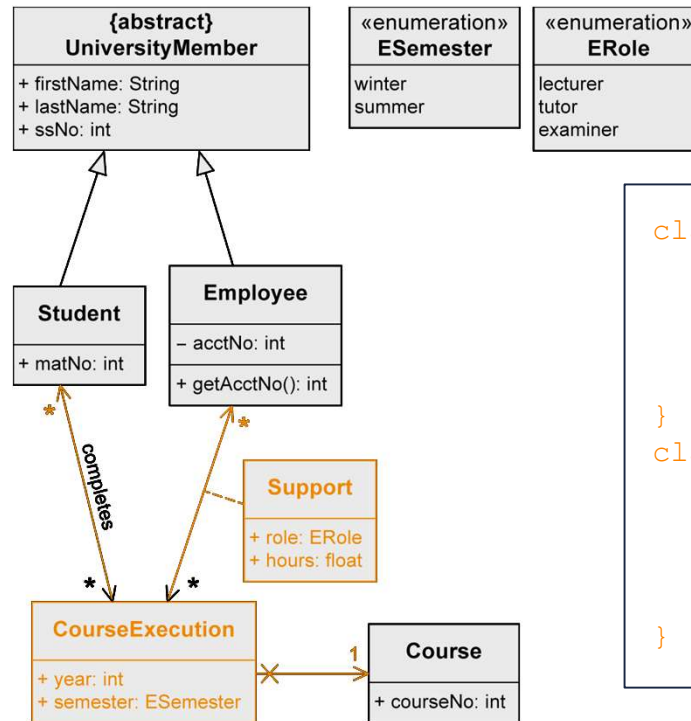 {abstract}
UniversityMember
+ firstName: String
+ lastName: String
+ ssNo: int
«enumeration»
ESemester
winter
summer
«enumeration»
ERole
lecturer
tutor
examiner
Student
+ matNo: int
Employee
– acctNo: int
+ getAcctNo(): int
*
*
completes
Support
+ role: ERole
+ hours: float
*
*
CourseExecution
+ year: int
+ semester: ESemester
1
Course
+ courseNo: int
cl
}
cl
}